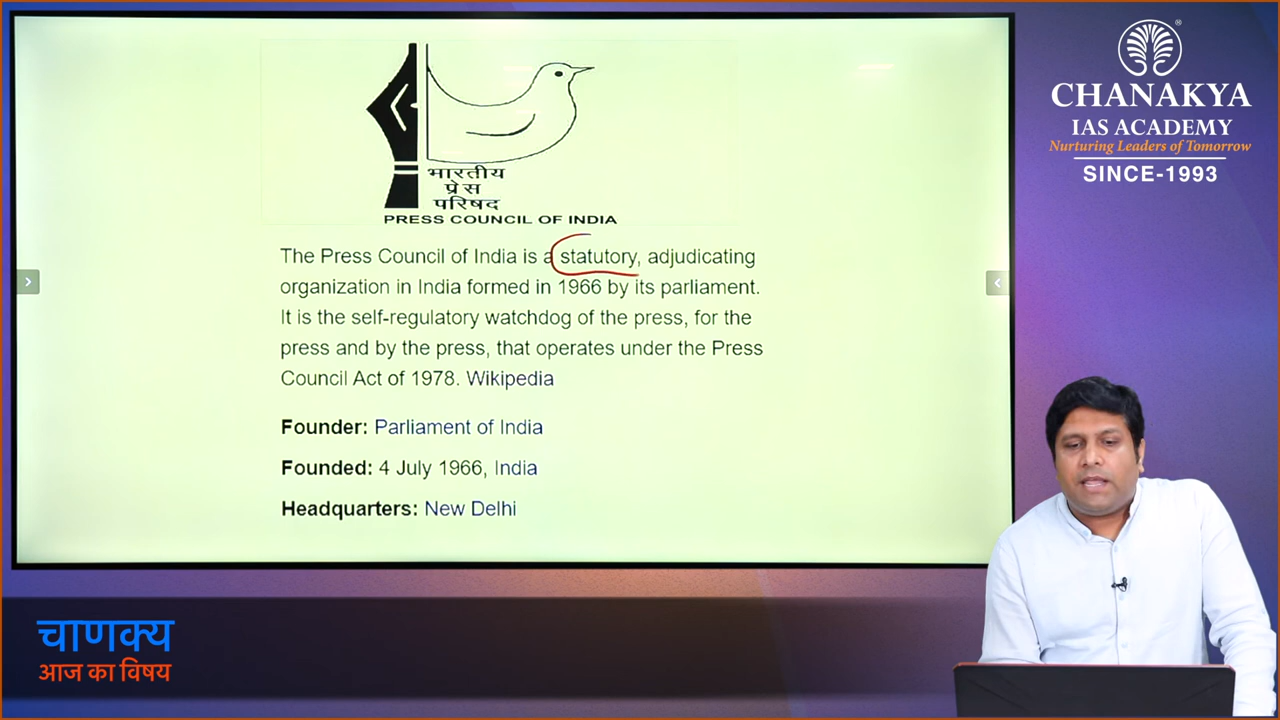 भारतीय
प्रेस
परिषद
PRESS COUNCIL OF INDIA
The Press Council of India is a statutory, adjudicating
organization in India formed in 1966 by its parliament.
It is the self-regulatory watchdog of the press, for the
press and by the press, that operates under the Press
Council Act of 1978. Wikipedia
Founder: Parliament of India
Founded: 4 July 1966, India
Headquarters: New Delhi
CHANAKYA
IAS ACADEMY
Nurturing Leaders of Tomorrow
SINCE-1993
चाणक्य
आज का विषय